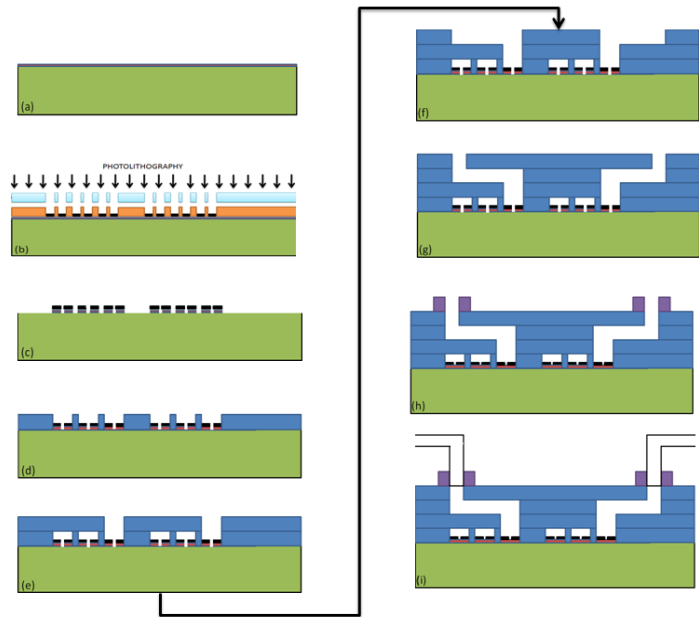 (a)
PHOTOLITHOGRAPHY
(b)
(c)
(d)
(e)
(f)
(g)
(h)
(i)